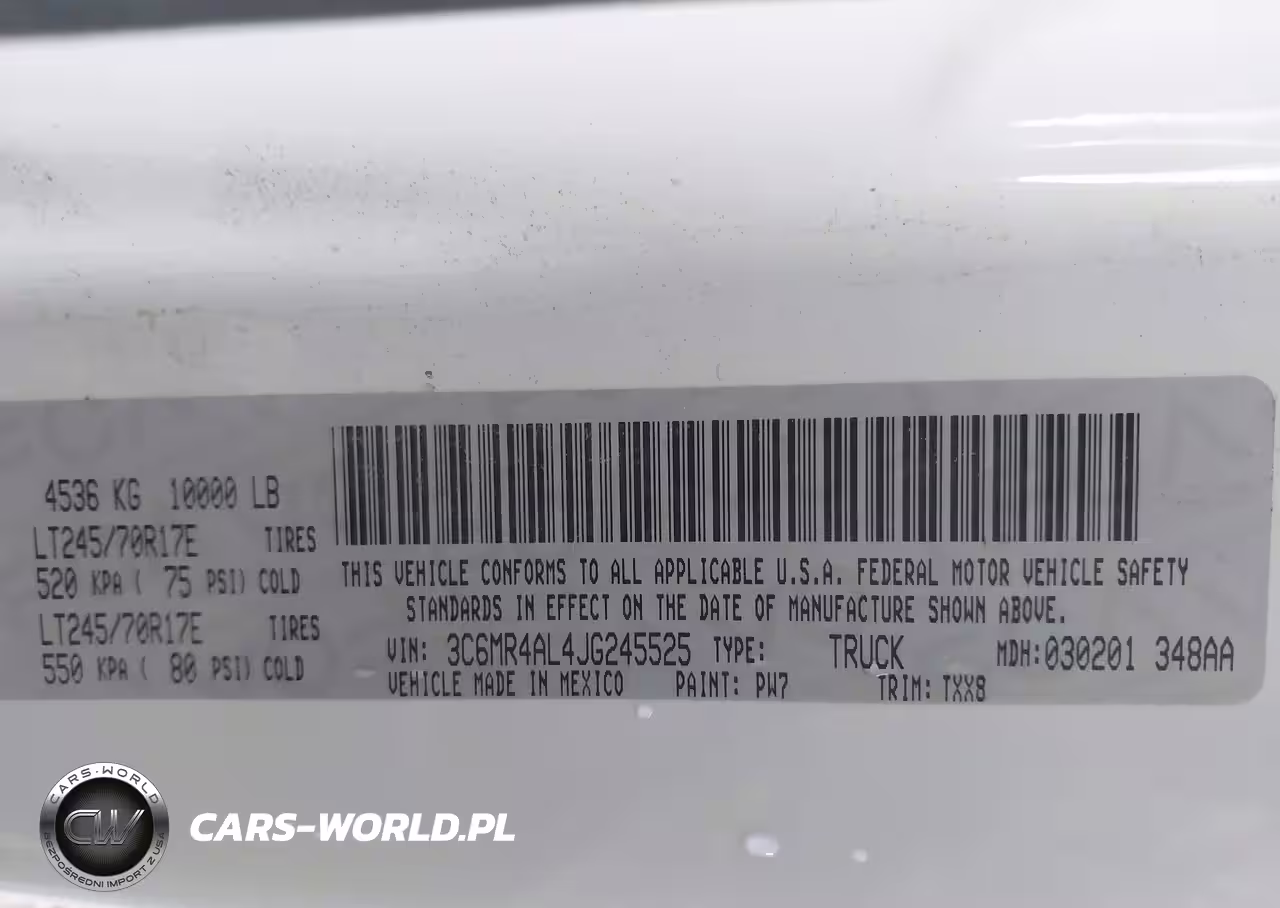 4536 KG 10000 LB
LT245/70R17E TIRES
520 KPA ( 75 PSI) COLD
LT245/70R17E TIRES
550 KPA ( 80 PSI) COLD
THIS VEHICLE CONFORMS TO ALL APPLICABLE U.S.A. FEDERAL MOTOR VEHICLE SAFETY
STANDARDS IN EFFECT ON THE DATE OF MANUFACTURE SHOWN ABOVE.
VIN: 3C6MR4AL4JG245525 TYPE: TRUCK MDH:030201 348AA
VEHICLE MADE IN MEXICO PAINT: PW7 TRIM: TXX8
CARS-WORLD
CW
BEZPOŚREDNI IMPORT Z USA
CARS-WORLD.PL